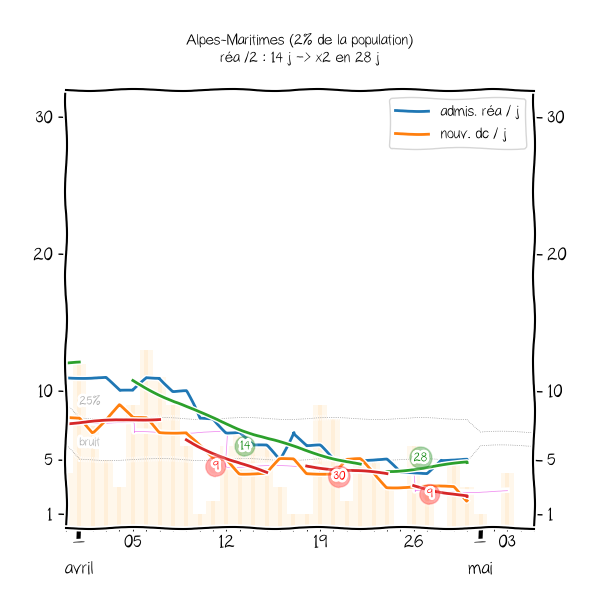 Alpes-Maritimes (2% de la population)
réa /2 : 14 j -> x2 en 28 j
admis. réa / j
nouv. dc / j
30
30
20
20
10
10
25%
bruit
14
28
5
5
9
30
9
1
1
1 05 12 19 26 1 03
avril mai